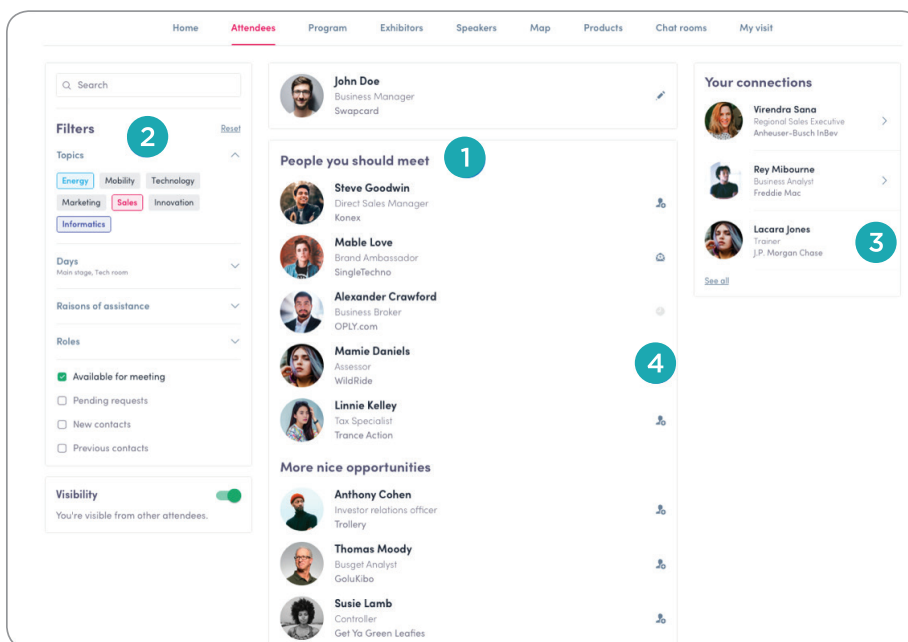 Home Attendees Program Exhibitors Speakers Map Products Chat rooms My visit
Search
Filters
2
Reset
Topics
Energy Mobility Technology
Marketing Sales Innovation
Informatics
Days
Main stage, Tech room
Raisons of assistance
Roles
Available for meeting
Pending requests
New contacts
Previous contacts
Visibility
You're visible from other attendees.
John Doe
Business Manager
Swapcard
People you should meet
1
Steve Goodwin
Direct Sales Manager
Konex
Mable Love
Brand Ambassador
SingleTechno
Alexander Crawford
Business Broker
OPLY.com
Mamie Daniels
Assessor
WildRide
4
Linnie Kelley
Tax Specialist
Trance Action
More nice opportunities
Anthony Cohen
Investor relations officer
Trollery
Thomas Moody
Busget Analyst
GoluKibo
Susie Lamb
Controller
Get Ya Green Leafies
Your connections
Virendra Sana
Regional Sales Executive
Anheuser-Busch InBev
Rey Mibourne
Business Analyst
Freddie Mac
Lacara Jones
Trainer
J.P. Morgan Chase
3
See all